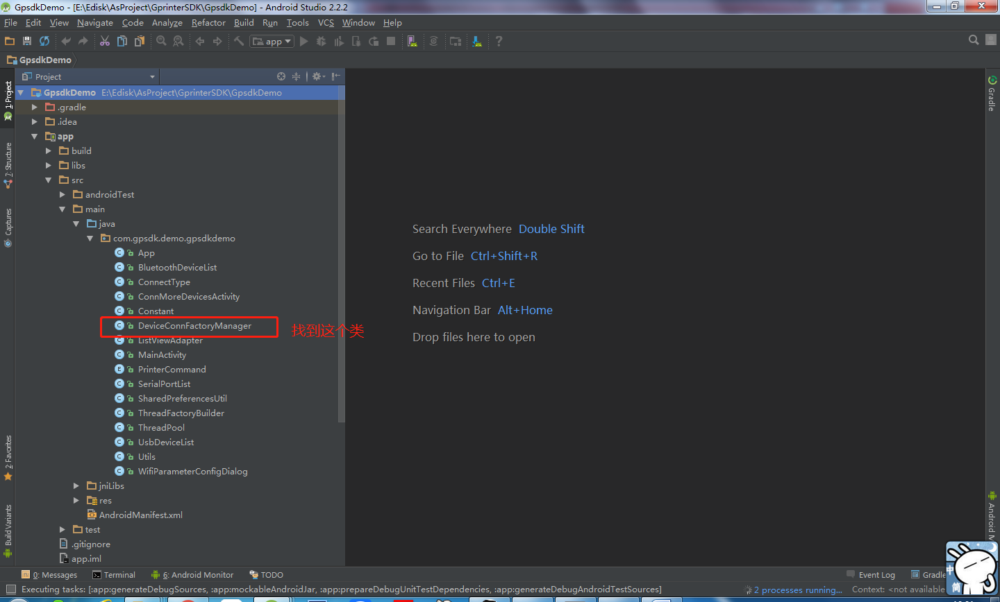 GpsdkDemo - [E:\Edisk\AsProject\GprinterSDK\GpsdkDemo] - Android Studio 2.2.2
File Edit View Navigate Code Analyze Refactor Build Run Tools VCS Window Help
app
GpsdkDemo
Project
1: Project
7: Structure
Captures
2: Favorites
Build Variants
GpsdkDemo E:\Edisk\AsProject\GprinterSDK\GpsdkDemo
.gradle
.idea
app
build
libs
src
androidTest
main
java
com.gpsdk.demo.gpsdkdemo
App
BluetoothDeviceList
ConnectType
ConnMoreDevicesActivity
Constant
DeviceConnFactoryManager
找到这个类
ListViewAdapter
MainActivity
PrinterCommand
SerialPortList
SharedPreferencesUtil
ThreadFactoryBuilder
ThreadPool
UsbDeviceList
Utils
WifiParameterConfigDialog
jniLibs
res
AndroidManifest.xml
test
.gitignore
app.iml
Search Everywhere Double Shift
Go to File Ctrl+Shift+R
Recent Files Ctrl+E
Navigation Bar Alt+Home
Drop files here to open
Gradle
Android M
中
简
0: Messages Terminal 6: Android Monitor TODO Event Log Gradle
Executing tasks: [:app:generateDebugSources, :app:mockableAndroidJar, :app:prepareDebugUnitTestDependencies, :app:generateDebugAndroidTestSources] 2 processes running... Context: <not available